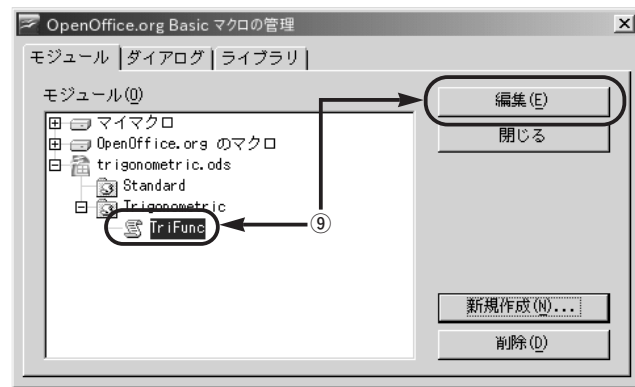 OpenOffice.org Basic マクロの管理
モジュール ダイアログ ライブラリ
モジュール(O)
マイマクロ
OpenOffice.org のマクロ
trigonometric.ods
Standard
Trigonometric
TriFunc
⑨
編集(E)
閉じる
新規作成(N)...
削除(D)